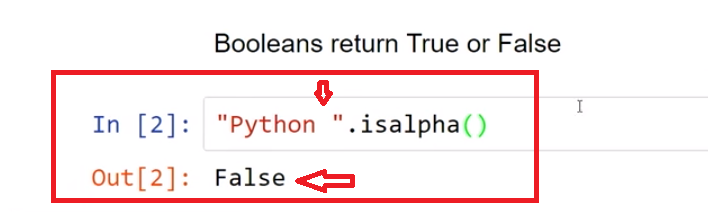 Booleans return True or False
In [2]: "Python ".isalpha()
Out[2]: False